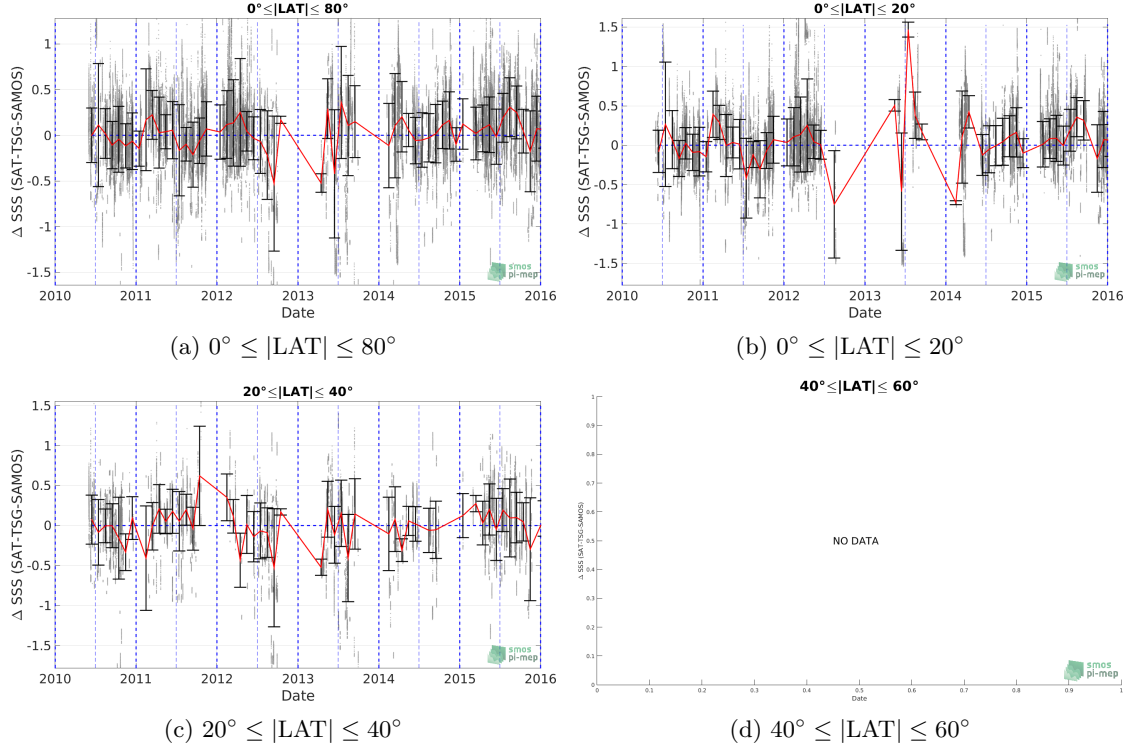 0°≤|LAT|≤ 80°
1
0.5
0
-0.5
-1
-1.5
Δ SSS (SAT-TSG-SAMOS)
2010 2011 2012 2013 2014 2015 2016
Date
smos
pi-mep
(a) 0° ≤ |LAT| ≤ 80°
0°≤|LAT|≤ 20°
1.5
1
0.5
0
-0.5
-1
-1.5
Δ SSS (SAT-TSG-SAMOS)
2010 2011 2012 2013 2014 2015 2016
Date
smos
pi-mep
(b) 0° ≤ |LAT| ≤ 20°
20°≤|LAT|≤ 40°
1.5
1
0.5
0
-0.5
-1
-1.5
Δ SSS (SAT-TSG-SAMOS)
2010 2011 2012 2013 2014 2015 2016
Date
smos
pi-mep
(c) 20° ≤ |LAT| ≤ 40°
40°≤|LAT|≤ 60°
1
0.9
0.8
0.7
0.6
0.5
0.4
0.3
0.2
0.1
0
Δ SSS (SAT-TSG-SAMOS)
NO DATA
0 0.1 0.2 0.3 0.4 0.5 0.6 0.7 0.8 0.9 1
Date
smos
pi-mep
(d) 40° ≤ |LAT| ≤ 60°